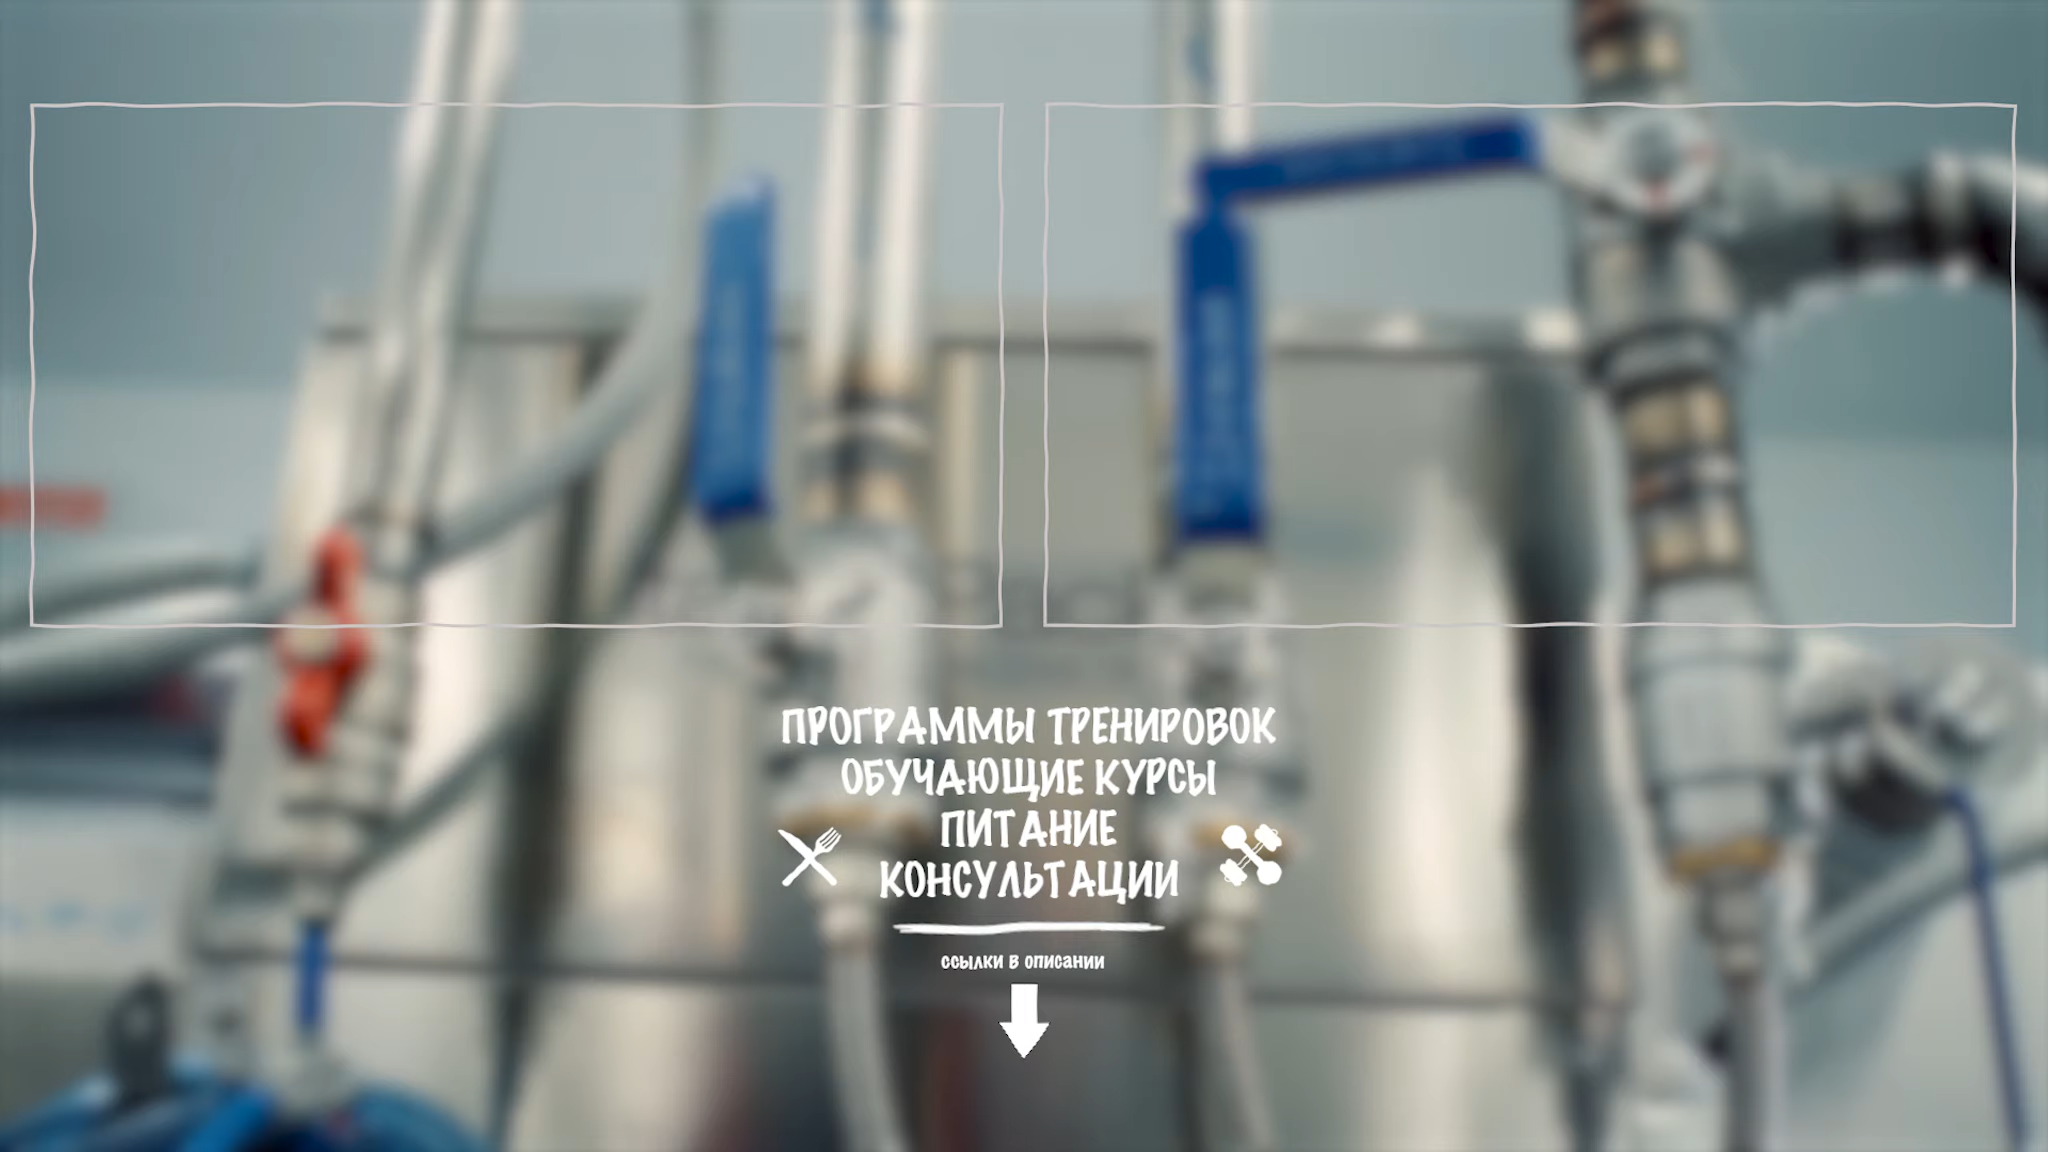 ПРОГРАММЫ ТРЕНИРОВОК
ОБУЧАЮЩИЕ КУРСЫ
ПИТАНИЕ
КОНСУЛЬТАЦИИ
ссылки в описании